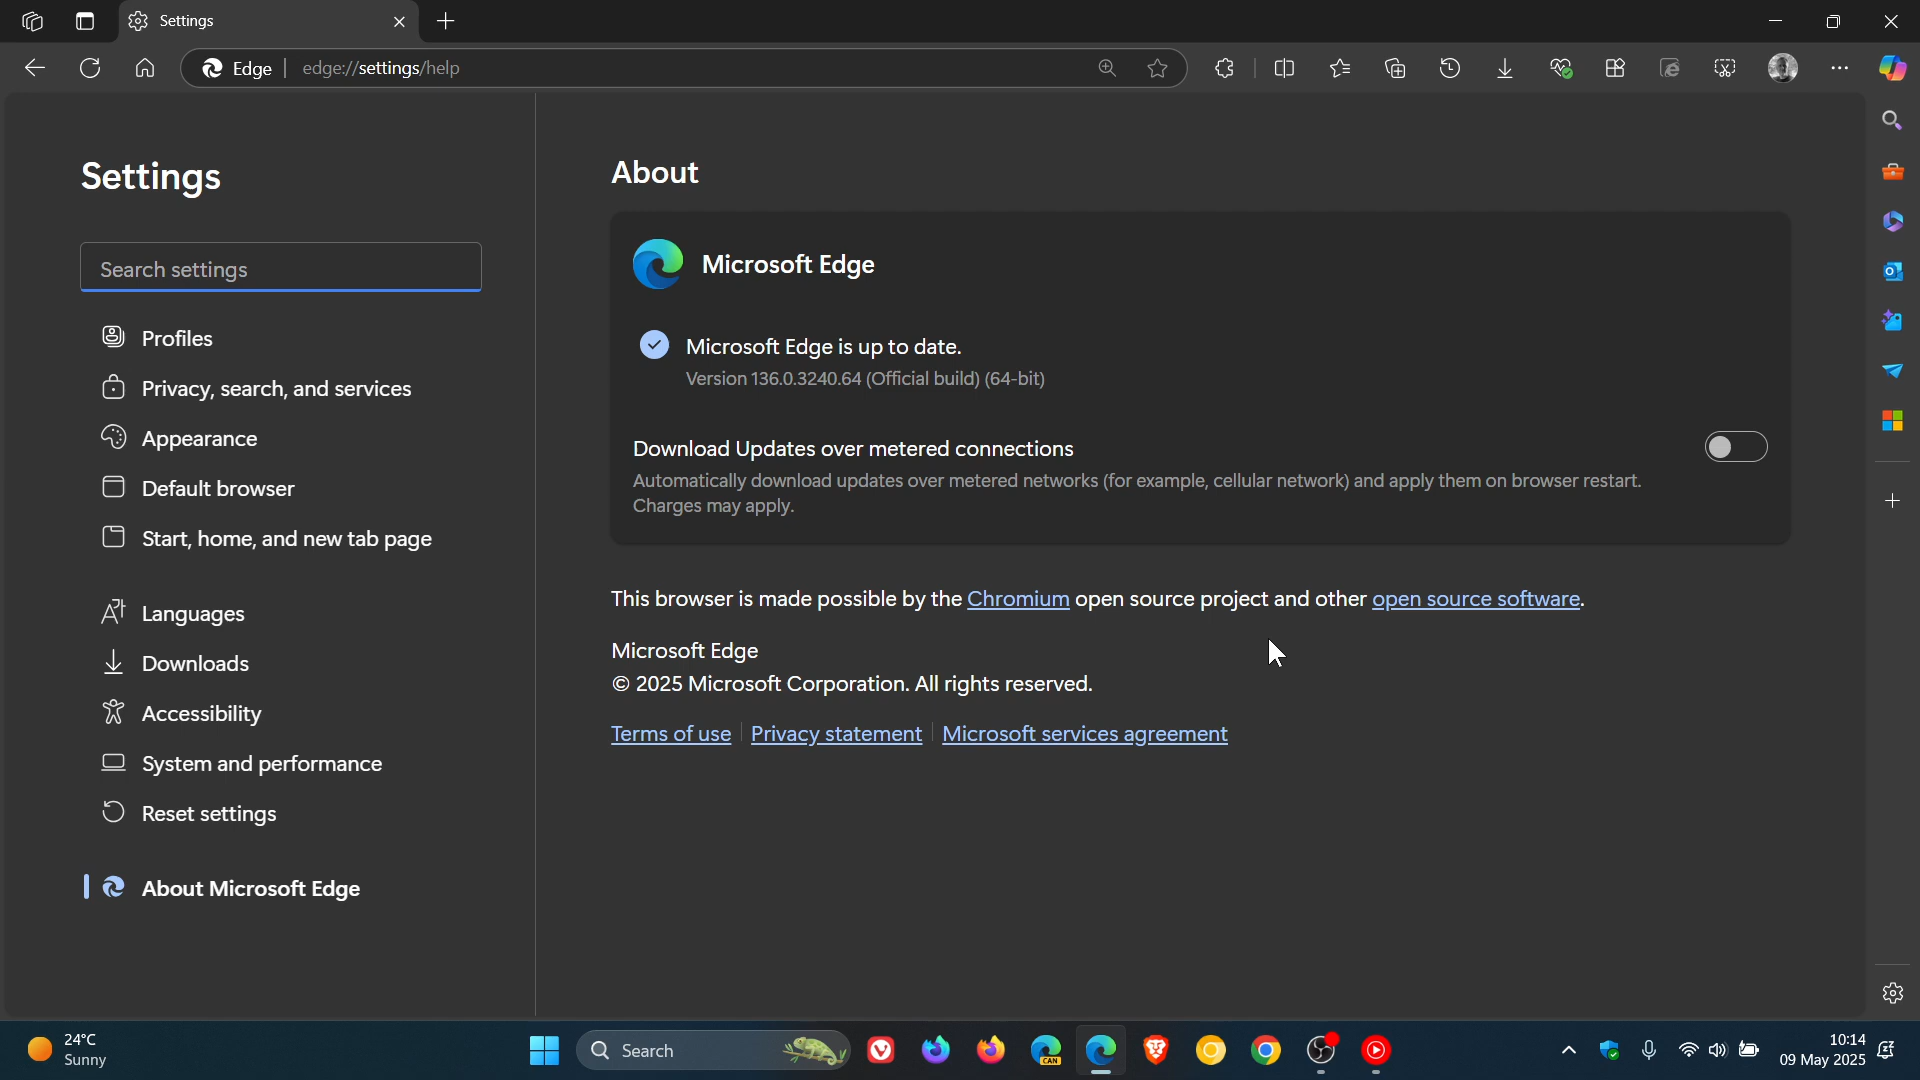 Settings
Edge
edge://settings/help
Settings
Search settings
Profiles
Privacy, search, and services
Appearance
Default browser
Start, home, and new tab page
Languages
Downloads
Accessibility
System and performance
Reset settings
About Microsoft Edge
About
Microsoft Edge
Microsoft Edge is up to date.
Version 136.0.3240.64 (Official build) (64-bit)
Download Updates over metered connections
Automatically download updates over metered networks (for example, cellular network) and apply them on browser restart.
Charges may apply.
This browser is made possible by the Chromium open source project and other open source software.
Microsoft Edge
© 2025 Microsoft Corporation. All rights reserved.
Terms of use
Privacy statement
Microsoft services agreement
24°C
Sunny
Search
CAN
10:14
09 May 2025